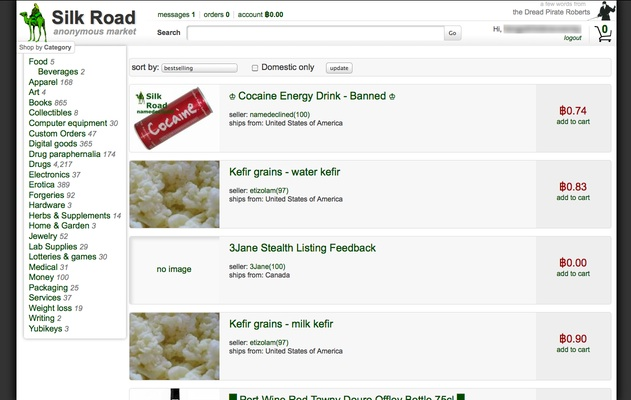 Silk Road
anonymous market
messages 1 | orders 0 | account ฿0.00
a few words from
the Dread Pirate Roberts
Search
Go
Hi,
logout
0
Shop by Category
Food 5
Beverages 2
Apparel 168
Art 4
Books 865
Collectibles 8
Computer equipment 30
Custom Orders 47
Digital goods 365
Drug paraphernalia 174
Drugs 4,217
Electronics 37
Erotica 389
Forgeries 92
Hardware 3
Herbs & Supplements 14
Home & Garden 3
Jewelry 52
Lab Supplies 29
Lotteries & games 30
Medical 31
Money 100
Packaging 25
Services 37
Weight loss 19
Writing 2
Yubikeys 3
sort by: bestselling
Domestic only
update
Silk
Road
Cocaine
♔ Cocaine Energy Drink - Banned ♔
seller: namedeclined(100)
ships from: United States of America
฿0.74
add to cart
Kefir grains - water kefir
seller: etizolam(97)
ships from: United States of America
฿0.83
add to cart
no image
3Jane Stealth Listing Feedback
seller: 3Jane(100)
ships from: Canada
฿0.00
add to cart
Kefir grains - milk kefir
seller: etizolam(97)
ships from: United States of America
฿0.90
add to cart
Port Wine Red Tawny Douro Offley Bottle 75cl